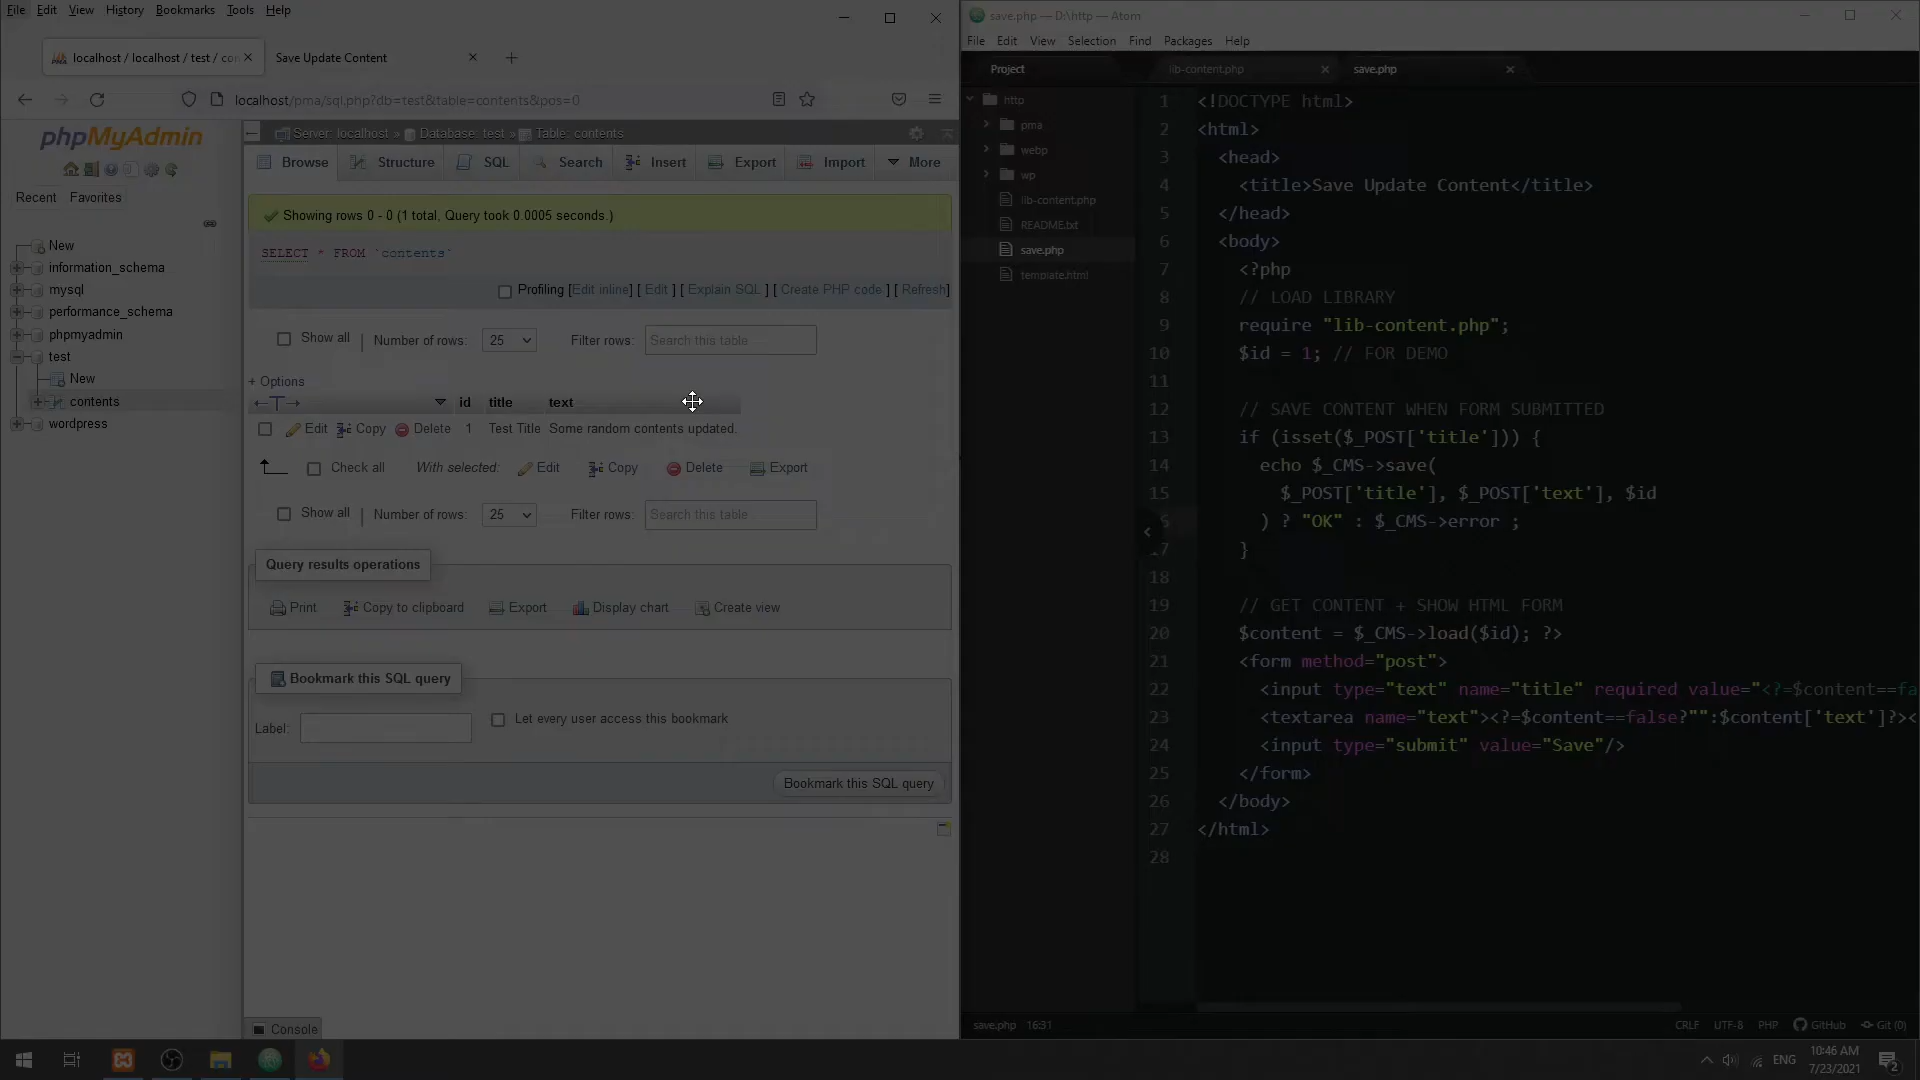 File Edit View History Bookmarks Tools Help
localhost / localhost / test / con
Save Update Content
localhost/pma/sql.php?db=test&table=contents&pos=0
phpMyAdmin
Recent Favorites
New
information_schema
mysql
performance_schema
phpmyadmin
test
New
contents
wordpress
Server: localhost » Database: test » Table: contents
Browse Structure SQL Search Insert Export Import More
Showing rows 0 - 0 (1 total, Query took 0.0005 seconds.)
SELECT * FROM `contents`
Profiling [Edit inline] [ Edit ] [ Explain SQL ] [ Create PHP code ] [ Refresh]
Show all | Number of rows: 25 Filter rows: Search this table
+ Options
←T→ id title text
Edit Copy Delete 1 Test Title Some random contents updated.
Check all With selected: Edit Copy Delete Export
Show all | Number of rows: 25 Filter rows: Search this table
Query results operations
Print Copy to clipboard Export Display chart Create view
Bookmark this SQL query
Label: Let every user access this bookmark
Bookmark this SQL query
Console
save.php — D:\http — Atom
File Edit View Selection Find Packages Help
Project
http
pma
webp
wp
lib-content.php
README.txt
save.php
template.html
lib-content.php save.php
1 <!DOCTYPE html>
2 <html>
3 <head>
4 <title>Save Update Content</title>
5 </head>
6 <body>
7 <?php
8 // LOAD LIBRARY
9 require "lib-content.php";
10 $id = 1; // FOR DEMO
11
12 // SAVE CONTENT WHEN FORM SUBMITTED
13 if (isset($_POST['title'])) {
14 echo $_CMS->save(
15 $_POST['title'], $_POST['text'], $id
6 ) ? "OK" : $_CMS->error ;
17 }
18
19 // GET CONTENT + SHOW HTML FORM
20 $content = $_CMS->load($id); ?>
21 <form method="post">
22 <input type="text" name="title" required value="<?=$content==fa
23 <textarea name="text"><?=$content==false?"":$content['text']?><
24 <input type="submit" value="Save"/>
25 </form>
26 </body>
27 </html>
28
save.php 16:31 CRLF UTF-8 PHP GitHub Git (0)
ENG
10:46 AM
7/23/2021
2